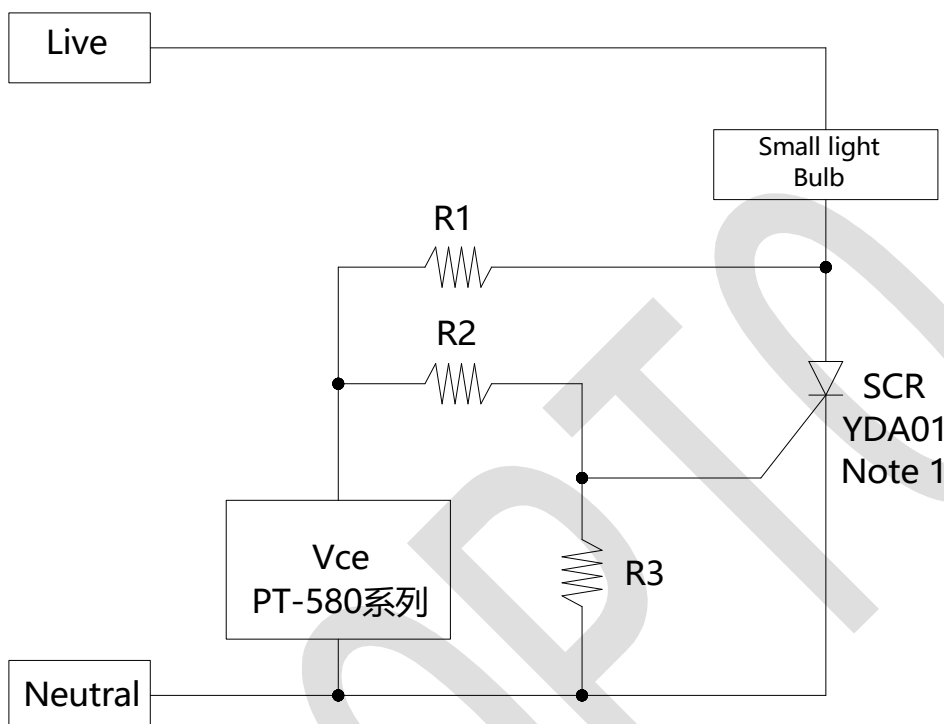 Live
Small light
Bulb
R1
R2
SCR
YDA01
Note 1
Vce
PT-580系列
R3
Neutral
OPTO